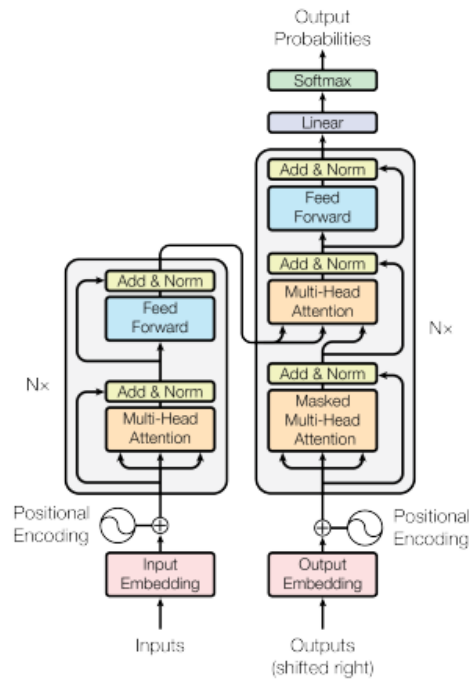 Output
Probabilities
Softmax
Linear
Add & Norm
Feed
Forward
Add & Norm
Multi-Head
Attention
Nx
Add & Norm
Masked
Multi-Head
Attention
Add & Norm
Feed
Forward
Nx
Add & Norm
Multi-Head
Attention
Positional
Encoding
Positional
Encoding
Input
Embedding
Output
Embedding
Inputs
Outputs
(shifted right)